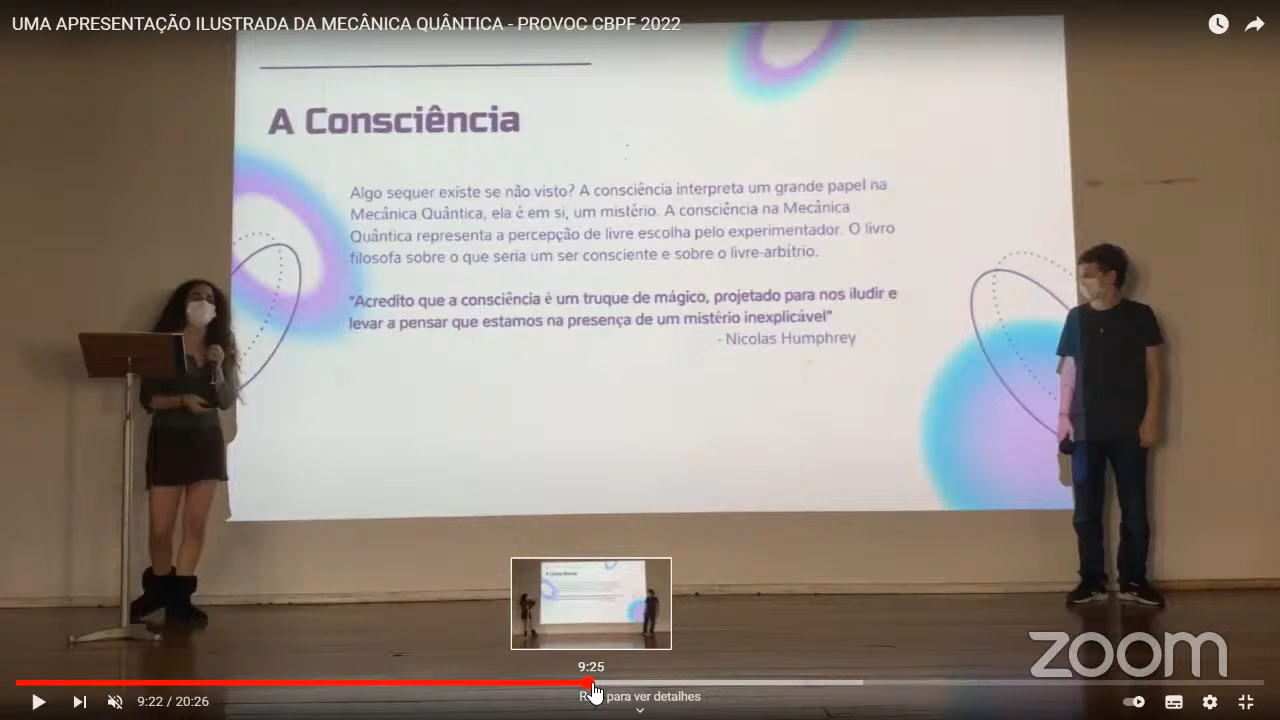 UMA APRESENTAÇÃO ILUSTRADA DA MECÂNICA QUÂNTICA - PROVOC CBPF 2022
A Consciência
Algo sequer existe se não visto? A consciência interpreta um grande papel na
Mecânica Quântica, ela é em si, um mistério. A consciência na Mecânica
Quântica representa a percepção de livre escolha pelo experimentador. O livro
filosofa sobre o que seria um ser consciente e sobre o livre-arbítrio.
"Acredito que a consciência é um truque de mágico, projetado para nos iludir e
levar a pensar que estamos na presença de um mistério inexplicável"
- Nicolas Humphrey
zoom
9:25
9:22 / 20:26
para ver detalhes